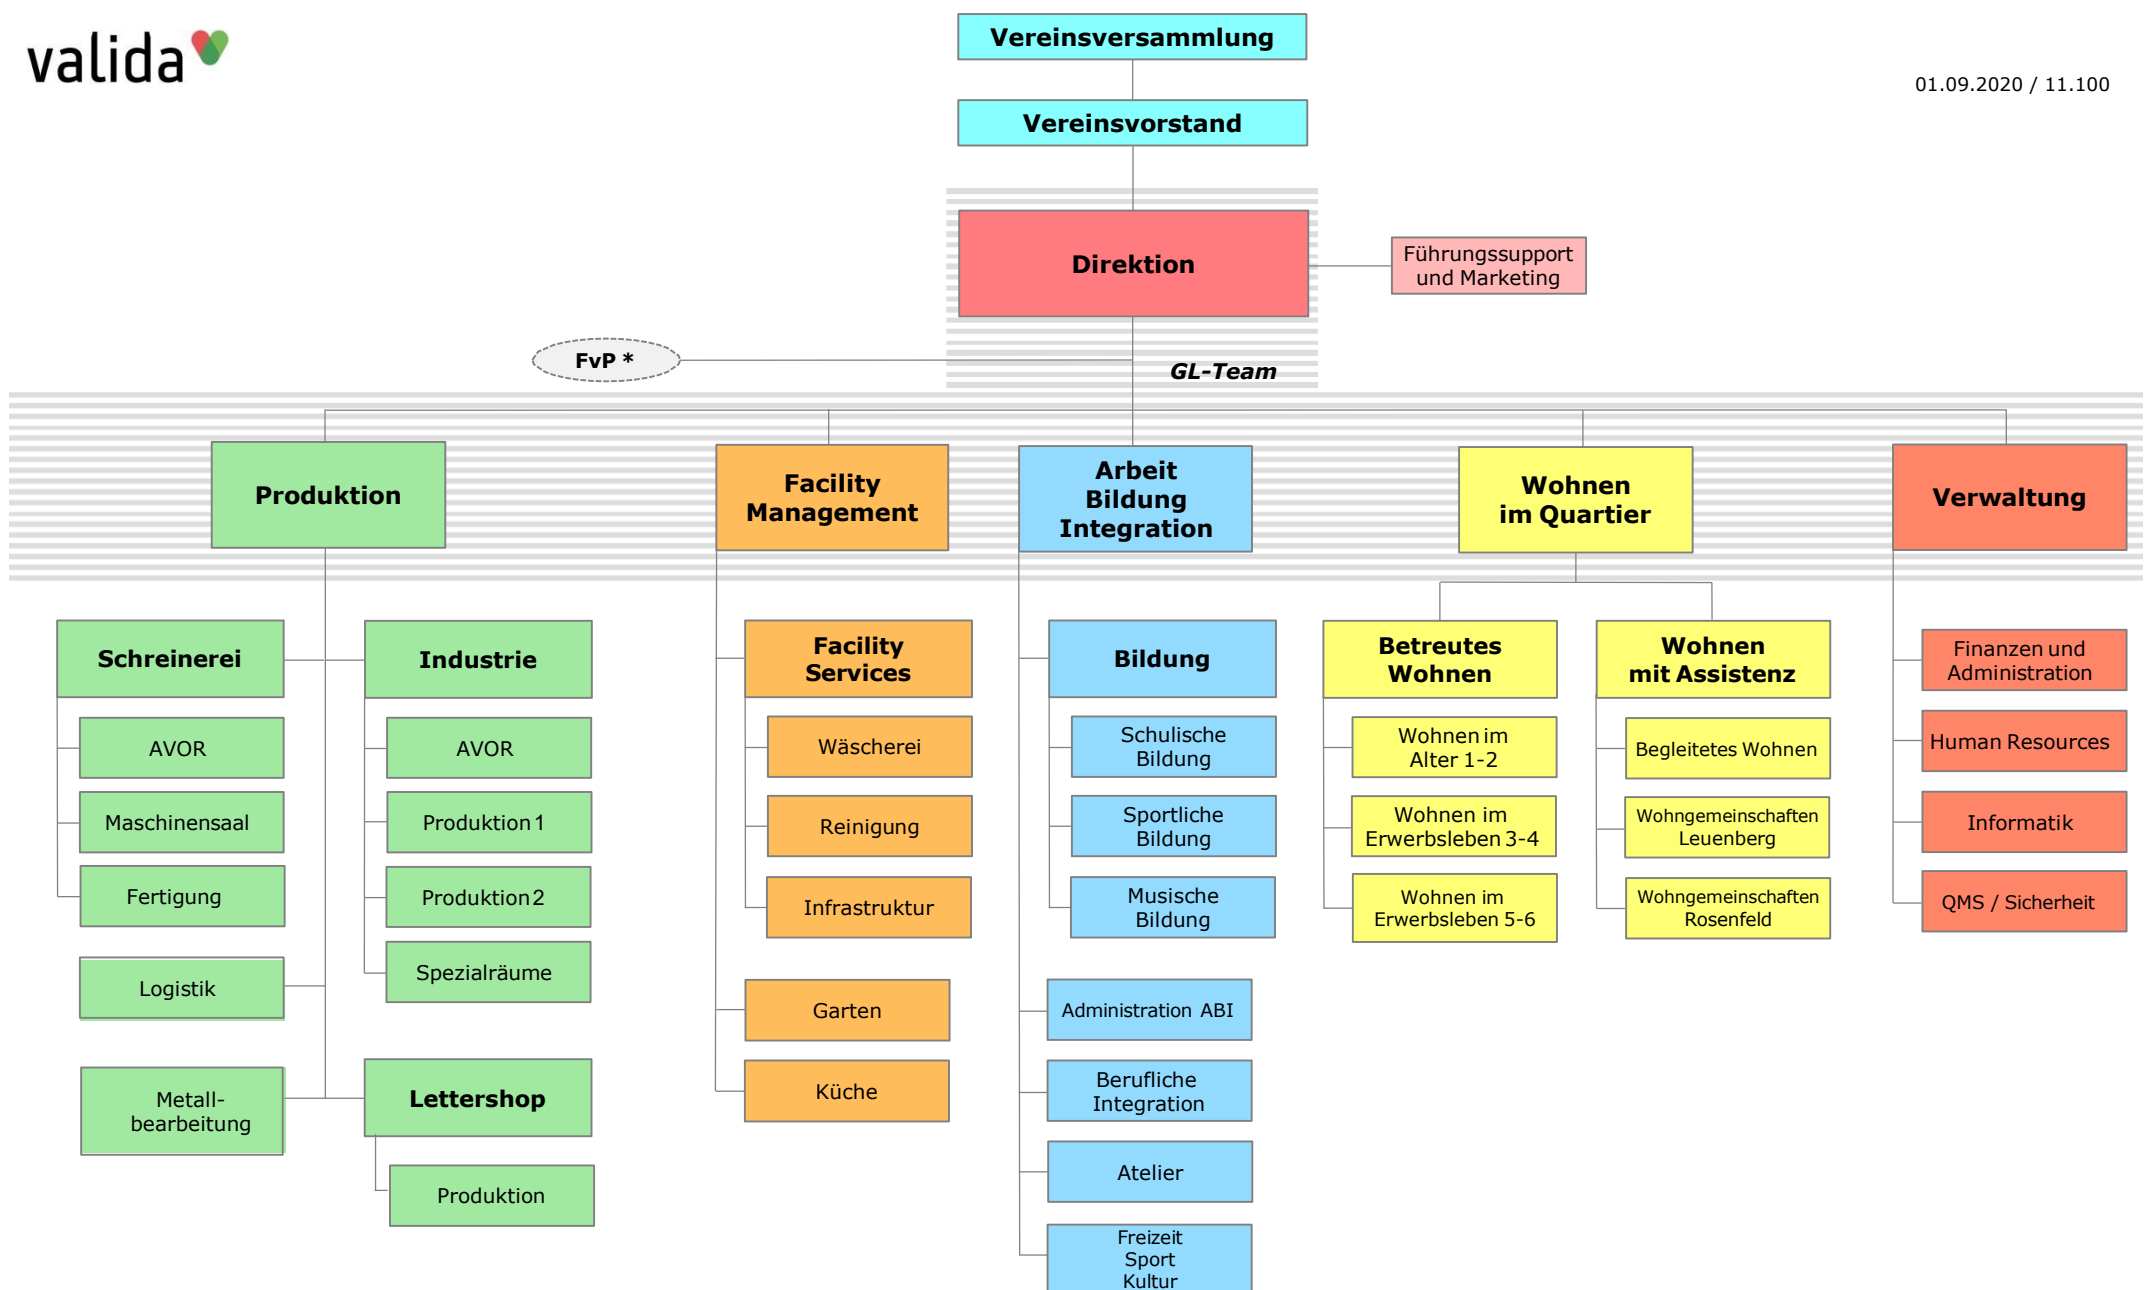 valida
01.09.2020 / 11.100
Vereinsversammlung
Vereinsvorstand
Direktion
Führungssupport
und Marketing
FvP *
GL-Team
Produktion
Facility
Management
Arbeit
Bildung
Integration
Wohnen
im Quartier
Verwaltung
Schreinerei
AVOR
Maschinensaal
Fertigung
Logistik
Metall-
bearbeitung
Industrie
AVOR
Produktion 1
Produktion 2
Spezialräume
Lettershop
Produktion
Facility
Services
Wäscherei
Reinigung
Infrastruktur
Garten
Küche
Bildung
Schulische
Bildung
Sportliche
Bildung
Musische
Bildung
Administration ABI
Berufliche
Integration
Atelier
Freizeit
Sport
Kultur
Betreutes
Wohnen
Wohnen im
Alter 1-2
Wohnen im
Erwerbsleben 3-4
Wohnen im
Erwerbsleben 5-6
Wohnen
mit Assistenz
Begleitetes Wohnen
Wohngemeinschaften
Leuenberg
Wohngemeinschaften
Rosenfeld
Finanzen und
Administration
Human Resources
Informatik
QMS / Sicherheit